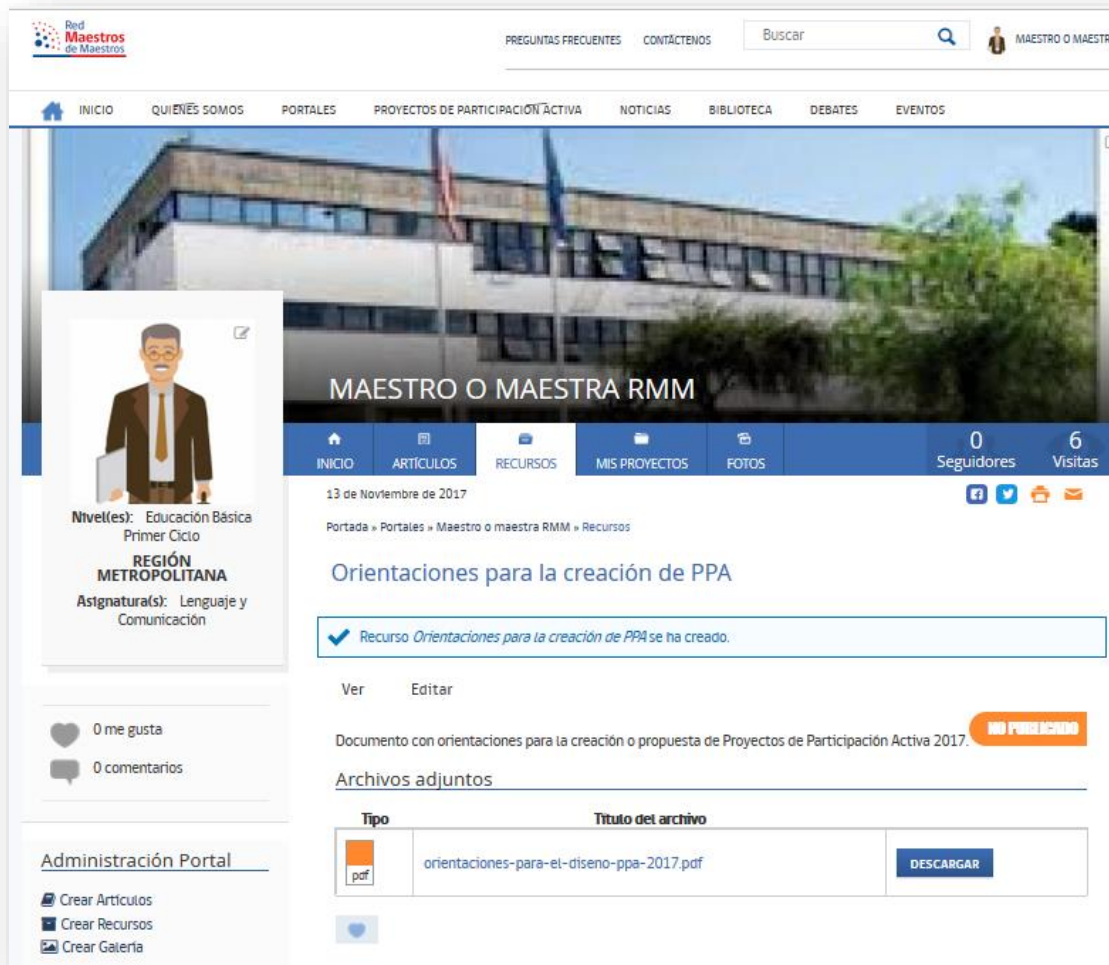 Red
Maestros
de Maestros
PREGUNTAS FRECUENTES CONTÁCTENOS Buscar MAESTRO O MAESTR
INICIO QUIÉNES SOMOS PORTALES PROYECTOS DE PARTICIPACIÓN ACTIVA NOTICIAS BIBLIOTECA DEBATES EVENTOS
MAESTRO O MAESTRA RMM
INICIO ARTÍCULOS RECURSOS MIS PROYECTOS FOTOS
0 Seguidores
6 Visitas
Nivel(es): Educación Básica
Primer Ciclo
REGIÓN
METROPOLITANA
Asignatura(s): Lenguaje y
Comunicación
0 me gusta
0 comentarios
Administración Portal
Crear Artículos
Crear Recursos
Crear Galería
13 de Noviembre de 2017
Portada » Portales » Maestro o maestra RMM » Recursos
Orientaciones para la creación de PPA
Recurso Orientaciones para la creación de PPA se ha creado.
Ver Editar
NO PUBLICADO
Documento con orientaciones para la creación o propuesta de Proyectos de Participación Activa 2017.
Archivos adjuntos
Tipo Título del archivo
pdf orientaciones-para-el-diseno-ppa-2017.pdf DESCARGAR